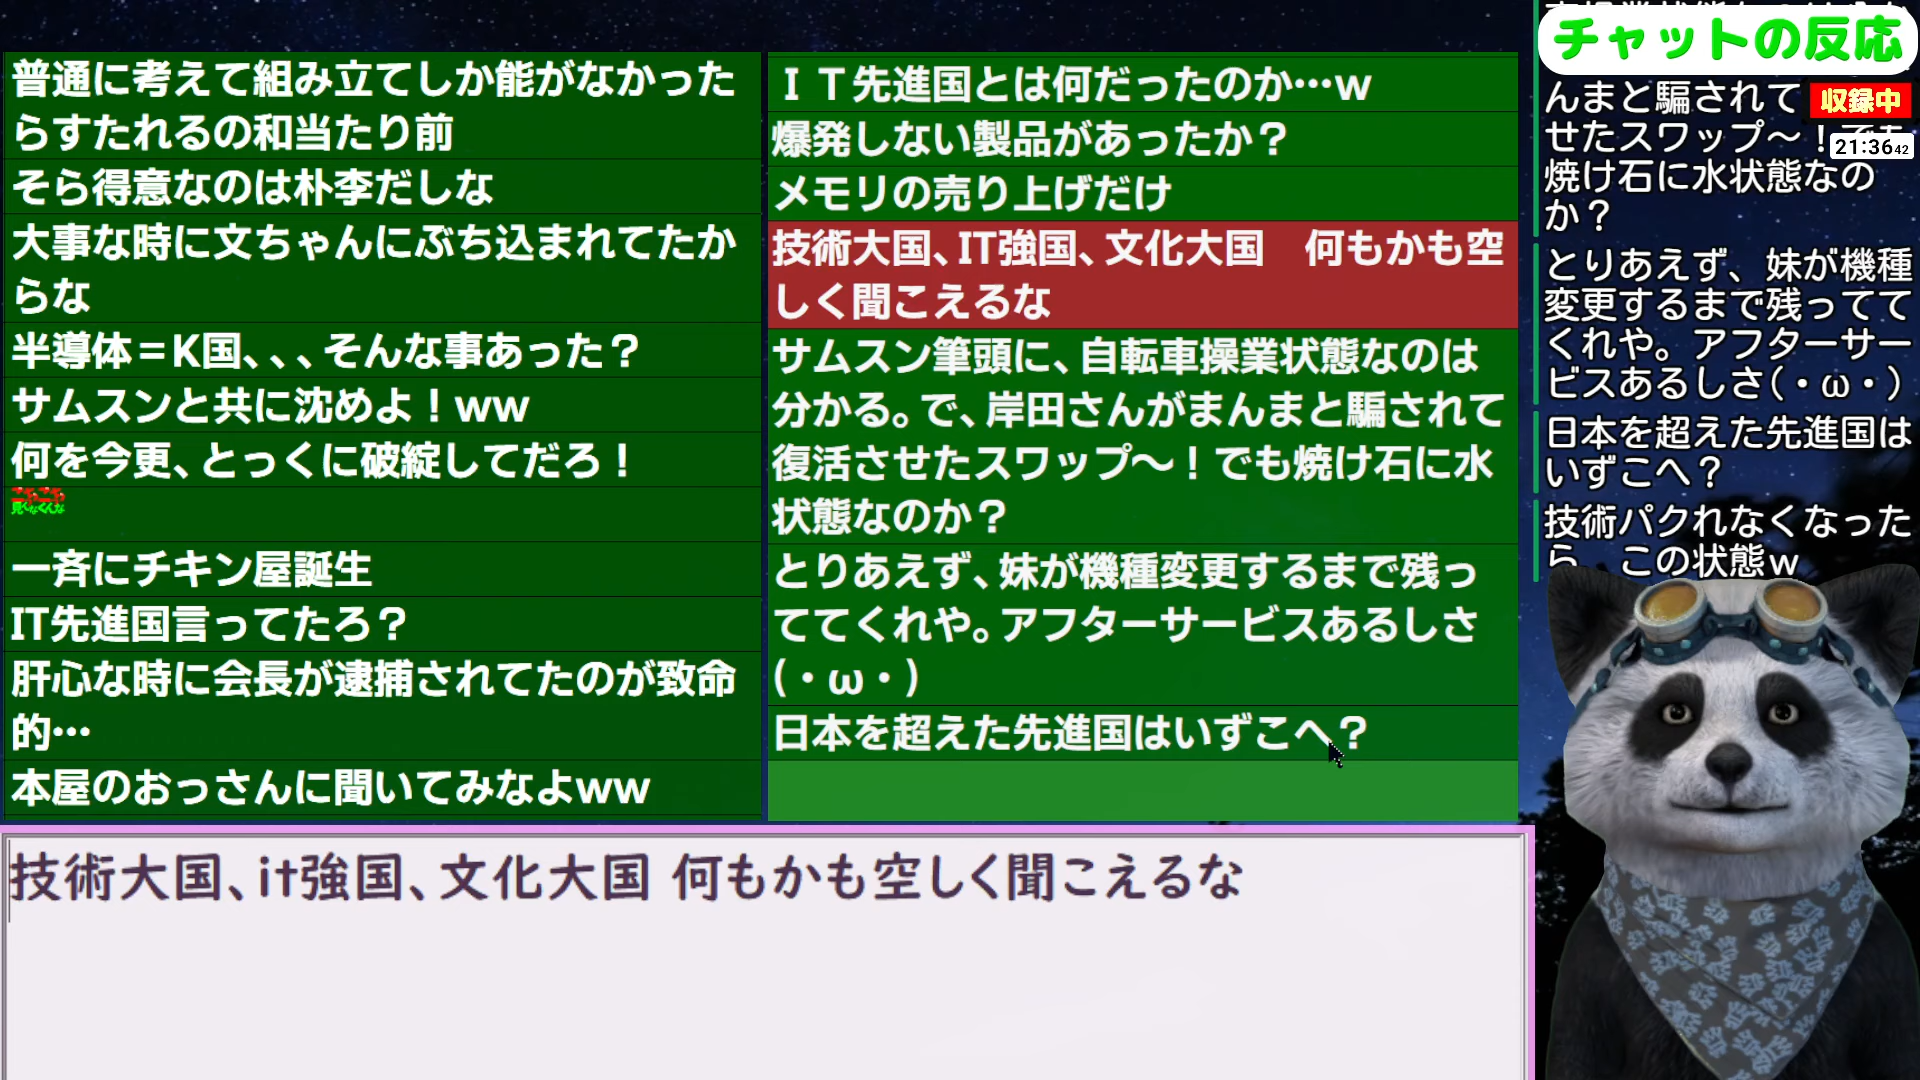 普通に考えて組み立てしか能がなかった
らすたれるの和当たり前
そら得意なのは朴李だしな
大事な時に文ちゃんにぶち込まれてたか
らな
半導体＝K国、、、そんな事あった？
サムスンと共に沈めよ！ww
何を今更、とっくに破綻してだろ！
一斉にチキン屋誕生
IT先進国言ってたろ？
肝心な時に会長が逮捕されてたのが致命
的…
本屋のおっさんに聞いてみなよww
ＩＴ先進国とは何だったのか…w
爆発しない製品があったか？
メモリの売り上げだけ
技術大国、IT強国、文化大国　何もかも空
しく聞こえるな
サムスン筆頭に、自転車操業状態なのは
分かる。で、岸田さんがまんまと騙されて
復活させたスワップ～！でも焼け石に水
状態なのか？
とりあえず、妹が機種変更するまで残っ
ててくれや。アフターサービスあるしさ
(・ω・)
日本を超えた先進国はいずこへ？
技術大国、it強国、文化大国 何もかも空しく聞こえるな
チャットの反応
んまと騙されて
収録中
せたスワップ～！
21:36 42
焼け石に水状態なの
か？
とりあえず、妹が機種
変更するまで残ってて
くれや。アフターサー
ビスあるしさ(・ω・)
日本を超えた先進国は
いずこへ？
技術パクれなくなった
ら　この状態w